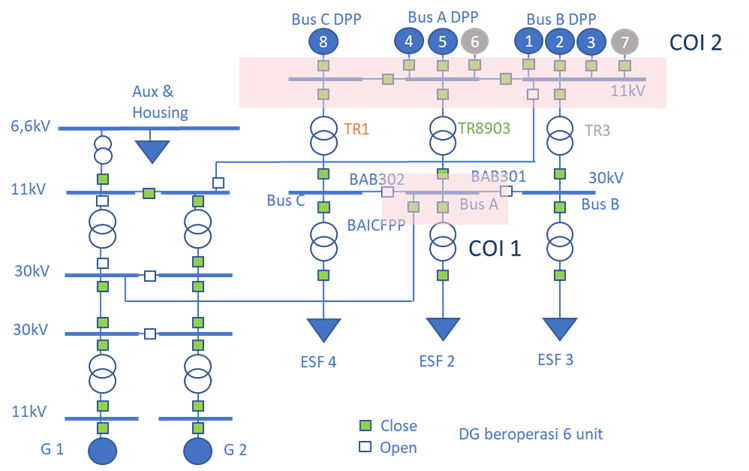 Bus C DPP
Bus A DPP
Bus B DPP
8
4
5
6
1
2
3
7
COI 2
11kV
Aux &
Housing
6,6kV
TR1
TR8903
TR3
BAB302
BAB301
30kV
11kV
Bus C
Bus A
Bus B
BAICFPP
COI 1
30kV
30kV
ESF 4
ESF 2
ESF 3
11kV
G 1
G 2
Close
Open
DG beroperasi 6 unit